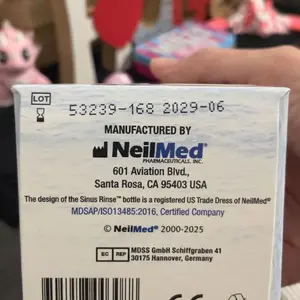 LOT
53239-168 2029-06
MANUFACTURED BY
NeilMed®
PHARMACEUTICALS, INC.
601 Aviation Blvd.,
Santa Rosa, CA 95403 USA
The design of the Sinus Rinse™ bottle is a registered US Trade Dress of NeilMed®
MDSAP/ISO13485:2016, Certified Company
© NeilMed® 2000-2025
EC REP
MDSS GmbH Schiffgraben 41
30175 Hannover, Germany
CE